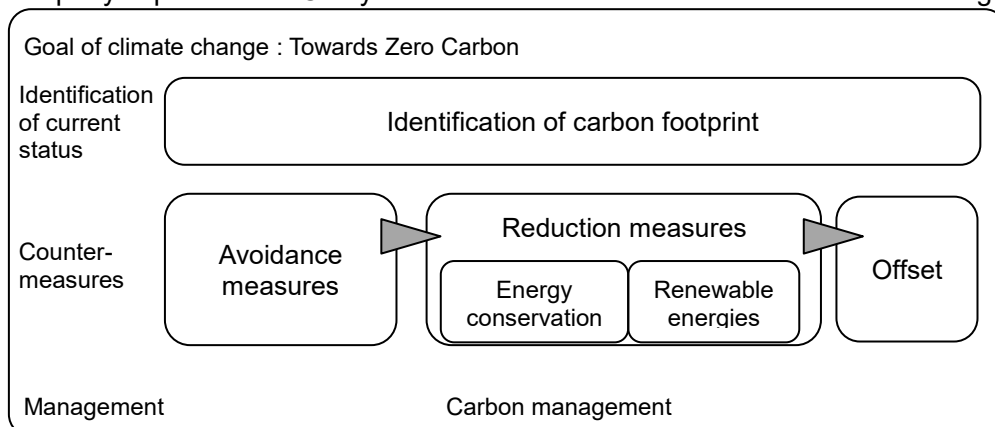 Goal of climate change : Towards Zero Carbon
Identification
of current
status
Identification of carbon footprint
Counter-
measures
Avoidance
measures
Reduction measures
Energy
conservation
Renewable
energies
Offset
Management
Carbon management